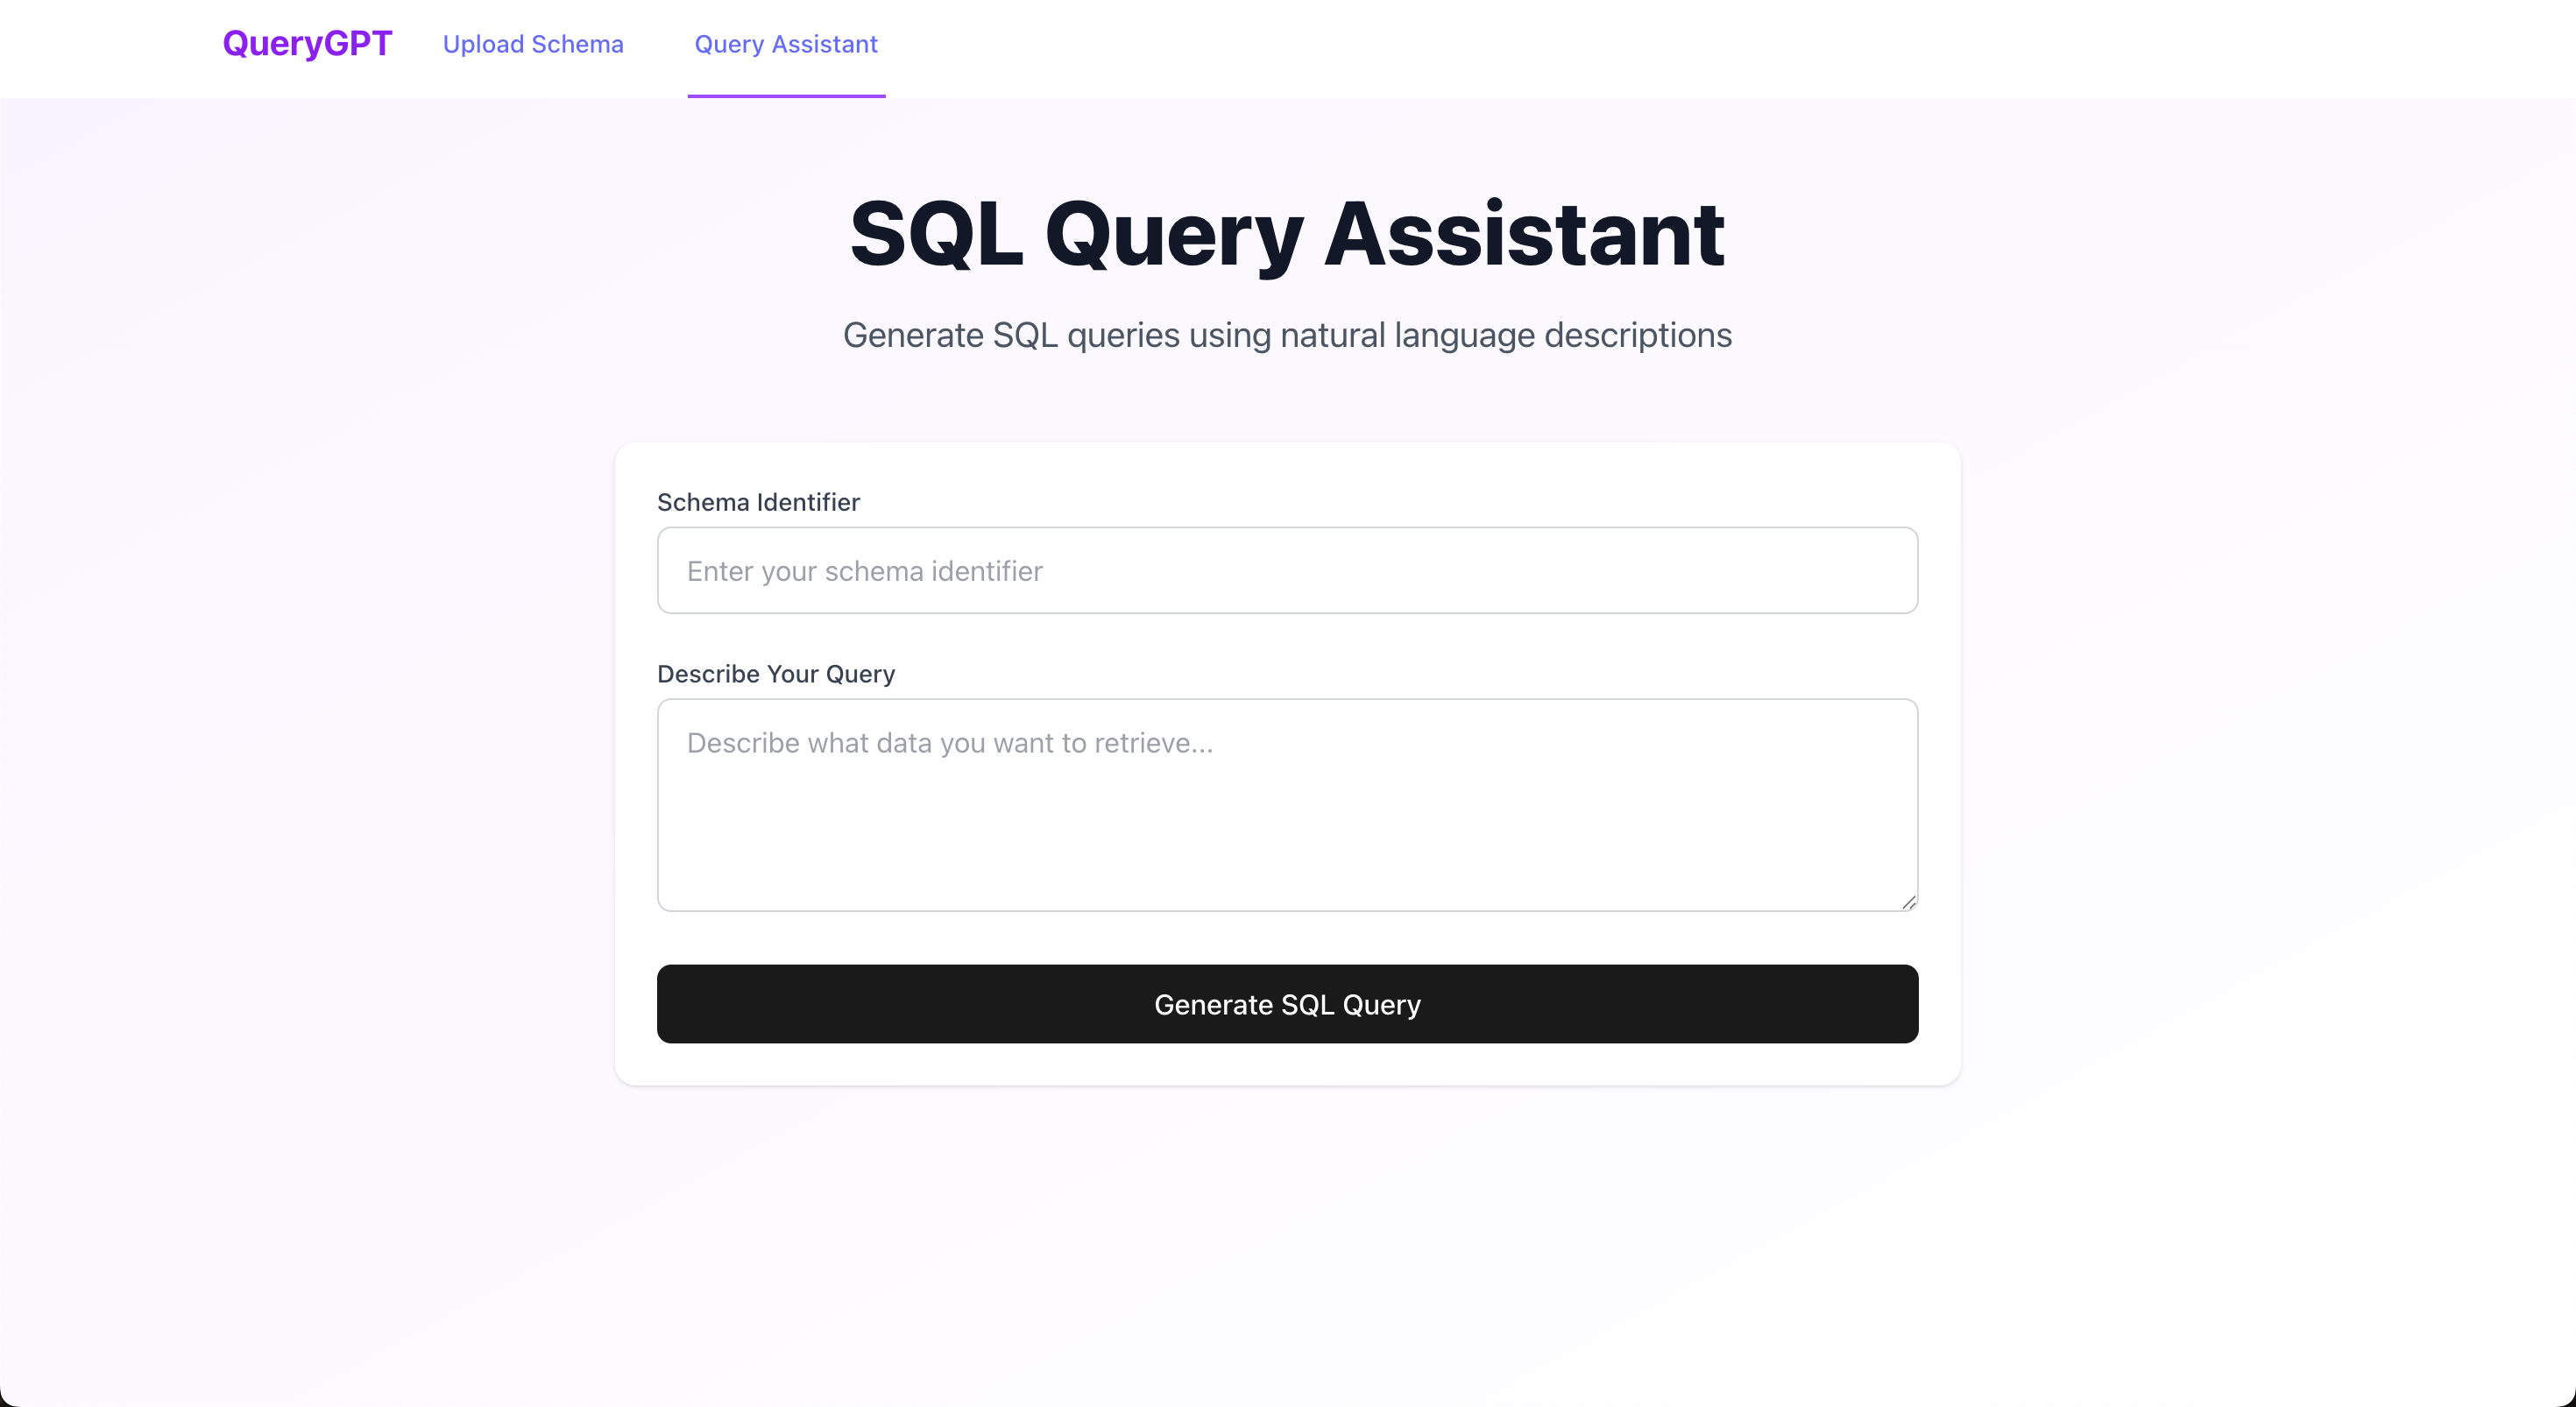 QueryGPT Upload Schema Query Assistant
SQL Query Assistant
Generate SQL queries using natural language descriptions
Schema Identifier
Enter your schema identifier
Describe Your Query
Describe what data you want to retrieve...
Generate SQL Query